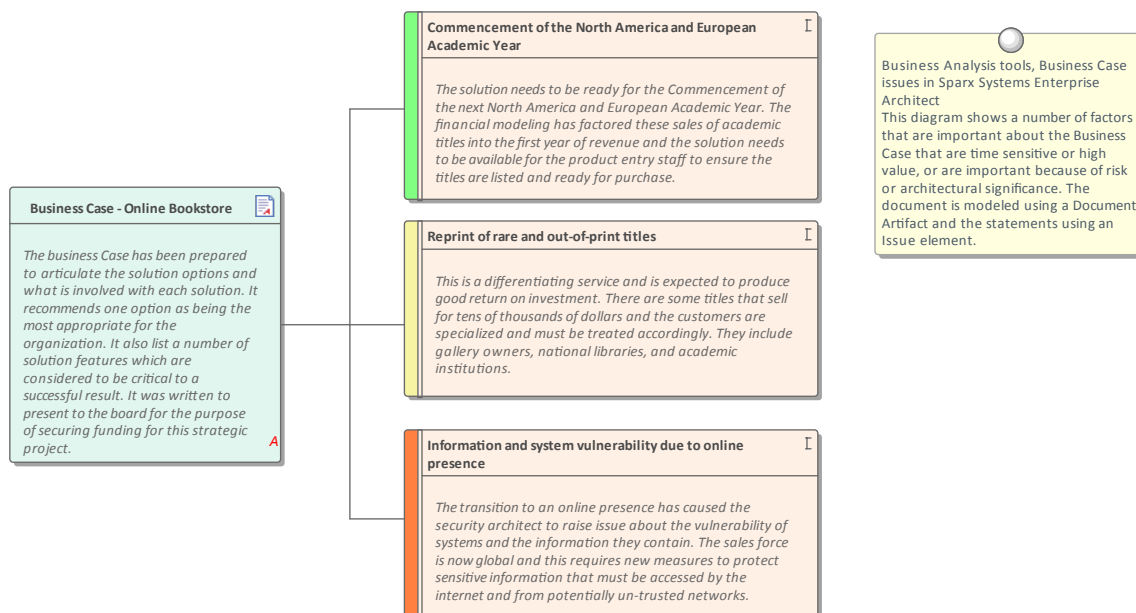 Business Case - Online Bookstore
The business Case has been prepared
to articulate the solution options and
what is involved with each solution. It
recommends one option as being the
most appropriate for the
organization. It also list a number of
solution features which are
considered to be critical to a
successful result. It was written to
present to the board for the purpose
of securing funding for this strategic
project.
A
Commencement of the North America and European
Academic Year
The solution needs to be ready for the Commencement of
the next North America and European Academic Year. The
financial modeling has factored these sales of academic
titles into the first year of revenue and the solution needs
to be available for the product entry staff to ensure the
titles are listed and ready for purchase.
Reprint of rare and out-of-print titles
This is a differentiating service and is expected to produce
good return on investment. There are some titles that sell
for tens of thousands of dollars and the customers are
specialized and must be treated accordingly. They include
gallery owners, national libraries, and academic
institutions.
Information and system vulnerability due to online
presence
The transition to an online presence has caused the
security architect to raise issue about the vulnerability of
systems and the information they contain. The sales force
is now global and this requires new measures to protect
sensitive information that must be accessed by the
internet and from potentially un-trusted networks.
Business Analysis tools, Business Case
issues in Sparx Systems Enterprise
Architect
This diagram shows a number of factors
that are important about the Business
Case that are time sensitive or high
value, or are important because of risk
or architectural significance. The
document is modeled using a Document
Artifact and the statements using an
Issue element.